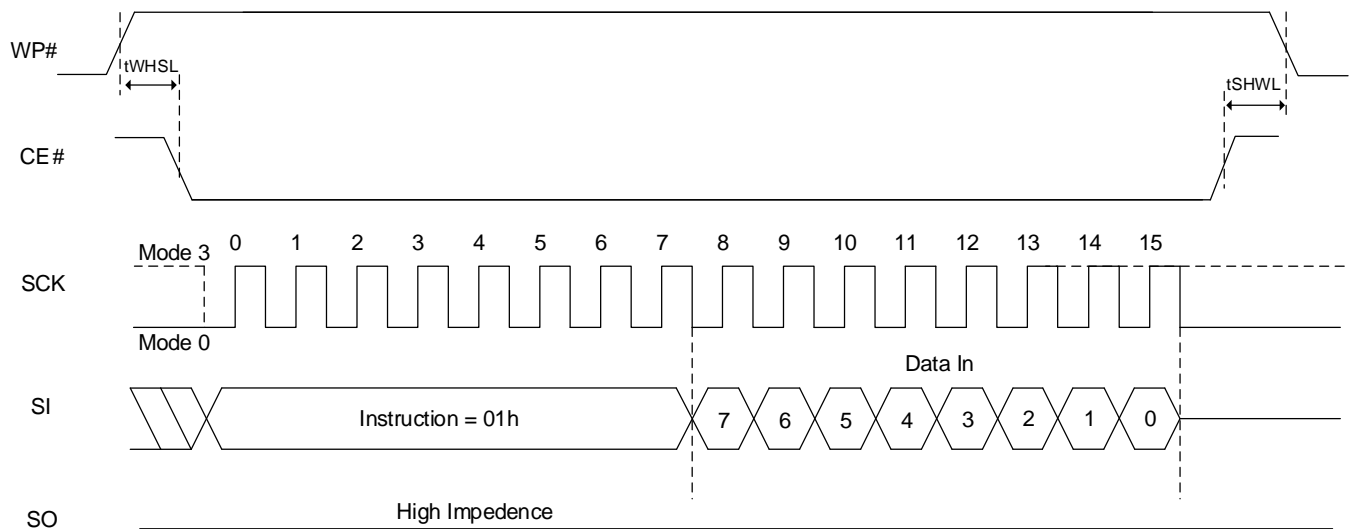 WP#
tWHSL
tSHWL
CE#
0 1 2 3 4 5 6 7 8 9 10 11 12 13 14 15
Mode 3
SCK
Mode 0
Data In
SI
Instruction = 01h
7 6 5 4 3 2 1 0
High Impedence
SO